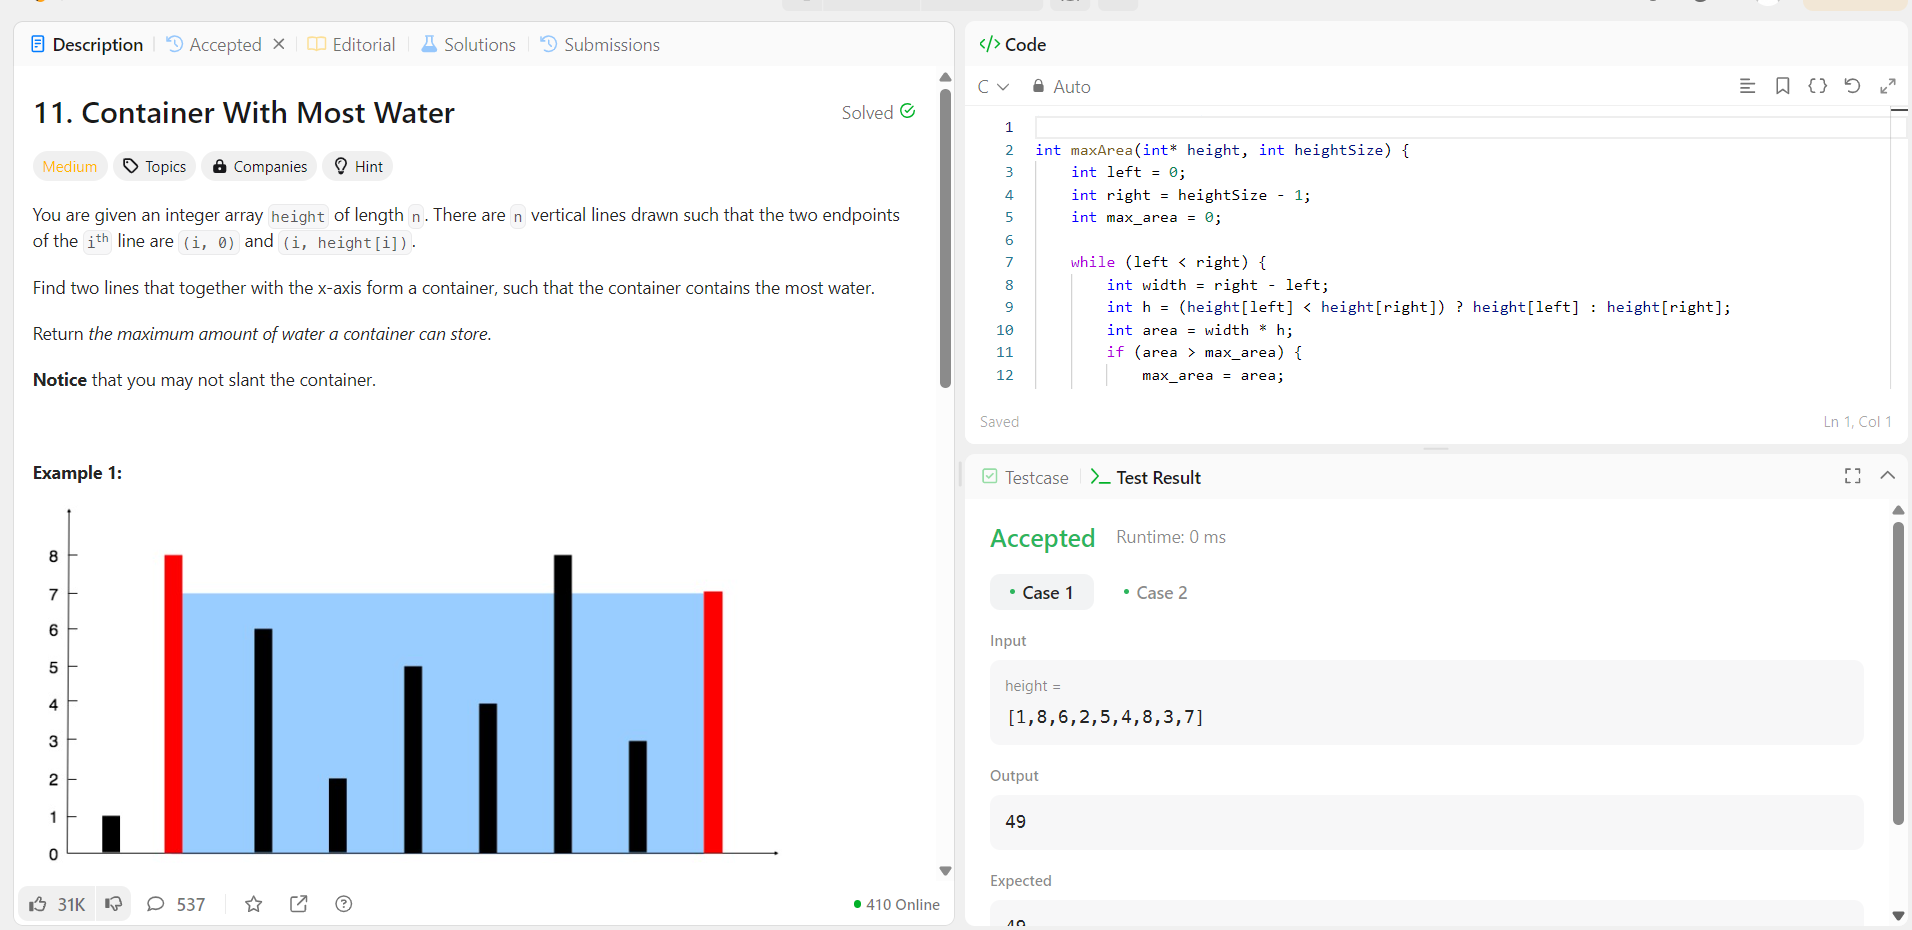 Description
Accepted
Editorial
Solutions
Submissions
11. Container With Most Water
Solved
Medium
Topics
Companies
Hint
You are given an integer array height of length n. There are n vertical lines drawn such that the two endpoints
of the ith line are (i, 0) and (i, height[i]).
Find two lines that together with the x-axis form a container, such that the container contains the most water.
Return the maximum amount of water a container can store.
Notice that you may not slant the container.
Example 1:
8
7
6
5
4
3
2
1
0
31K
537
410 Online
</> Code
C
Auto
1
2 int maxArea(int* height, int heightSize) {
3     int left = 0;
4     int right = heightSize - 1;
5     int max_area = 0;
6
7     while (left < right) {
8         int width = right - left;
9         int h = (height[left] < height[right]) ? height[left] : height[right];
10         int area = width * h;
11         if (area > max_area) {
12             max_area = area;
Saved
Ln 1, Col 1
Testcase
Test Result
Accepted
Runtime: 0 ms
Case 1
Case 2
Input
height =
[1,8,6,2,5,4,8,3,7]
Output
49
Expected
49